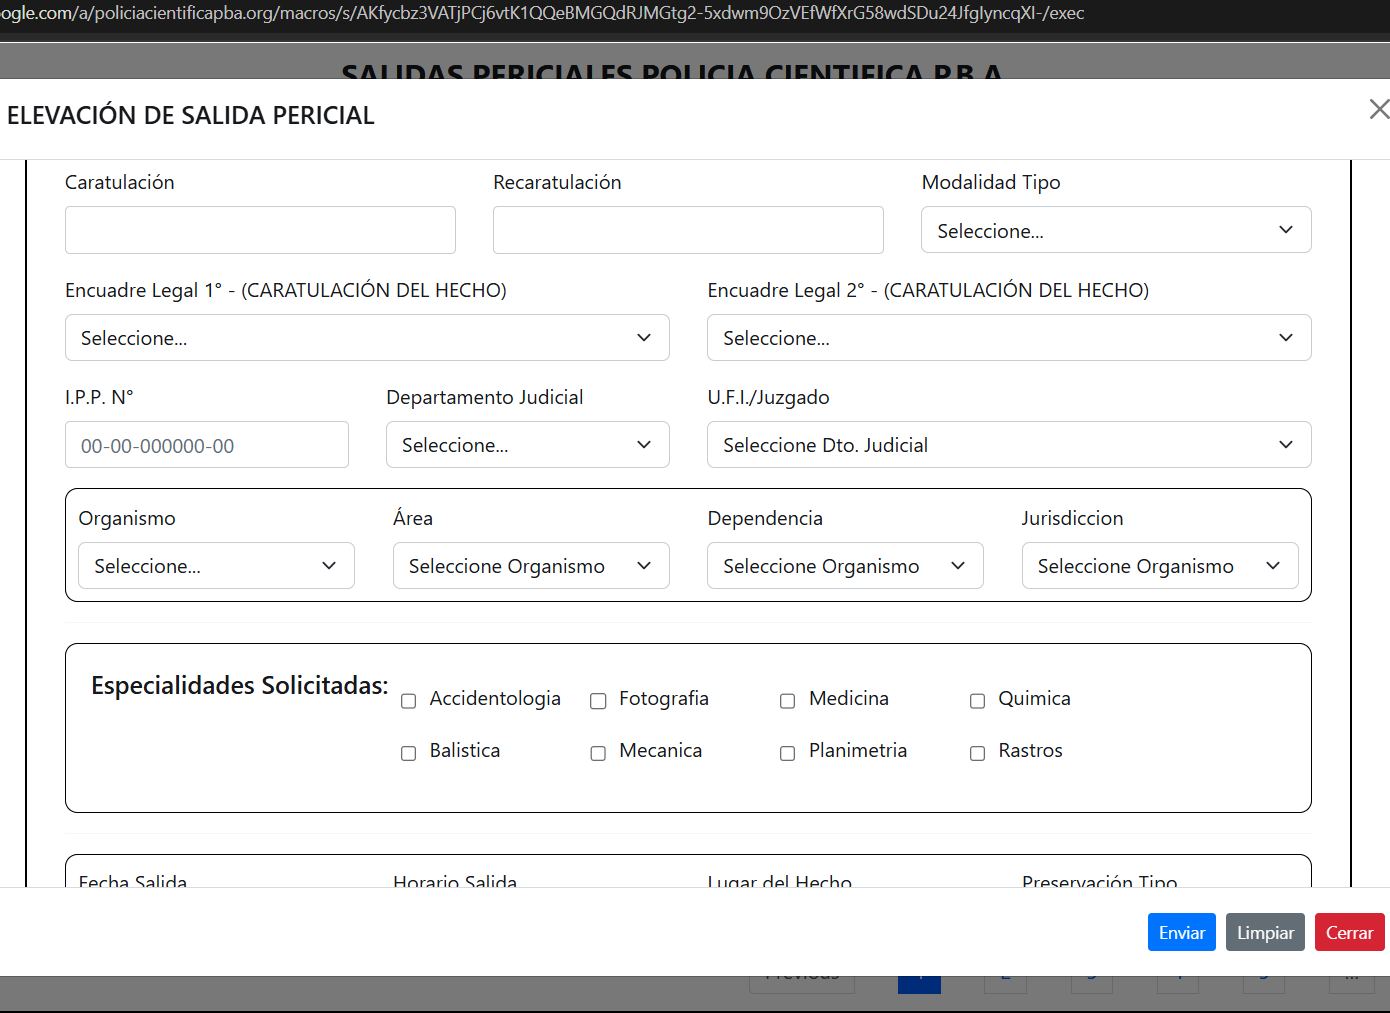 ogle.com/a/policiacientificapba.org/macros/s/AKfycbz3VATjPCj6vtK1QQeBMGQdRJMGtg2-5xdwm9OzVEfWfXrG58wdSDu24JfgIyncqXI-/exec
SALIDAS PERICIALES POLICIA CIENTIFICA P.B.A
ELEVACIÓN DE SALIDA PERICIAL
Caratulación Recaratulación Modalidad Tipo
Seleccione...
Encuadre Legal 1° - (CARATULACIÓN DEL HECHO) Encuadre Legal 2° - (CARATULACIÓN DEL HECHO)
Seleccione... Seleccione...
I.P.P. N° Departamento Judicial U.F.I./Juzgado
00-00-000000-00 Seleccione... Seleccione Dto. Judicial
Organismo Área Dependencia Jurisdiccion
Seleccione... Seleccione Organismo Seleccione Organismo Seleccione Organismo
Especialidades Solicitadas:
Accidentologia Fotografia Medicina Quimica
Balistica Mecanica Planimetria Rastros
Fecha Salida Horario Salida Lugar del Hecho Preservación Tipo
Enviar Limpiar Cerrar
Previous 1 2 3 4 5 ...